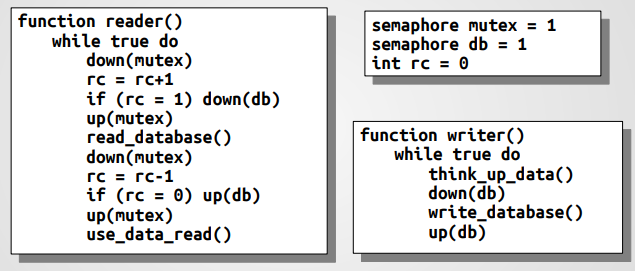 function reader()
while true do
down(mutex)
rc = rc+1
if (rc = 1) down(db)
up(mutex)
read_database()
down(mutex)
rc = rc-1
if (rc = 0) up(db)
up(mutex)
use_data_read()
semaphore mutex = 1
semaphore db = 1
int rc = 0
function writer()
while true do
think_up_data()
down(db)
write_database()
up(db)